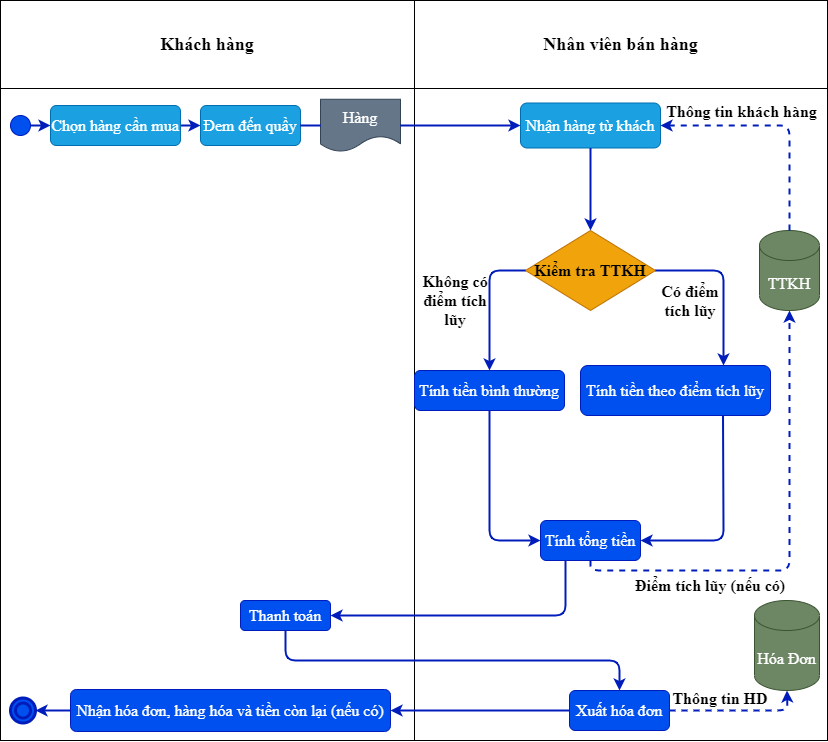 Khách hàng
Nhân viên bán hàng
Chọn hàng cần mua
Đem đến quầy
Hàng
Nhận hàng từ khách
Thông tin khách hàng
Kiểm tra TTKH
TTKH
Không có
điểm tích
lũy
Có điểm
tích lũy
Tính tiền bình thường
Tính tiền theo điểm tích lũy
Tính tổng tiền
Điểm tích lũy (nếu có)
Thanh toán
Hóa Đơn
Nhận hóa đơn, hàng hóa và tiền còn lại (nếu có)
Xuất hóa đơn
Thông tin HD